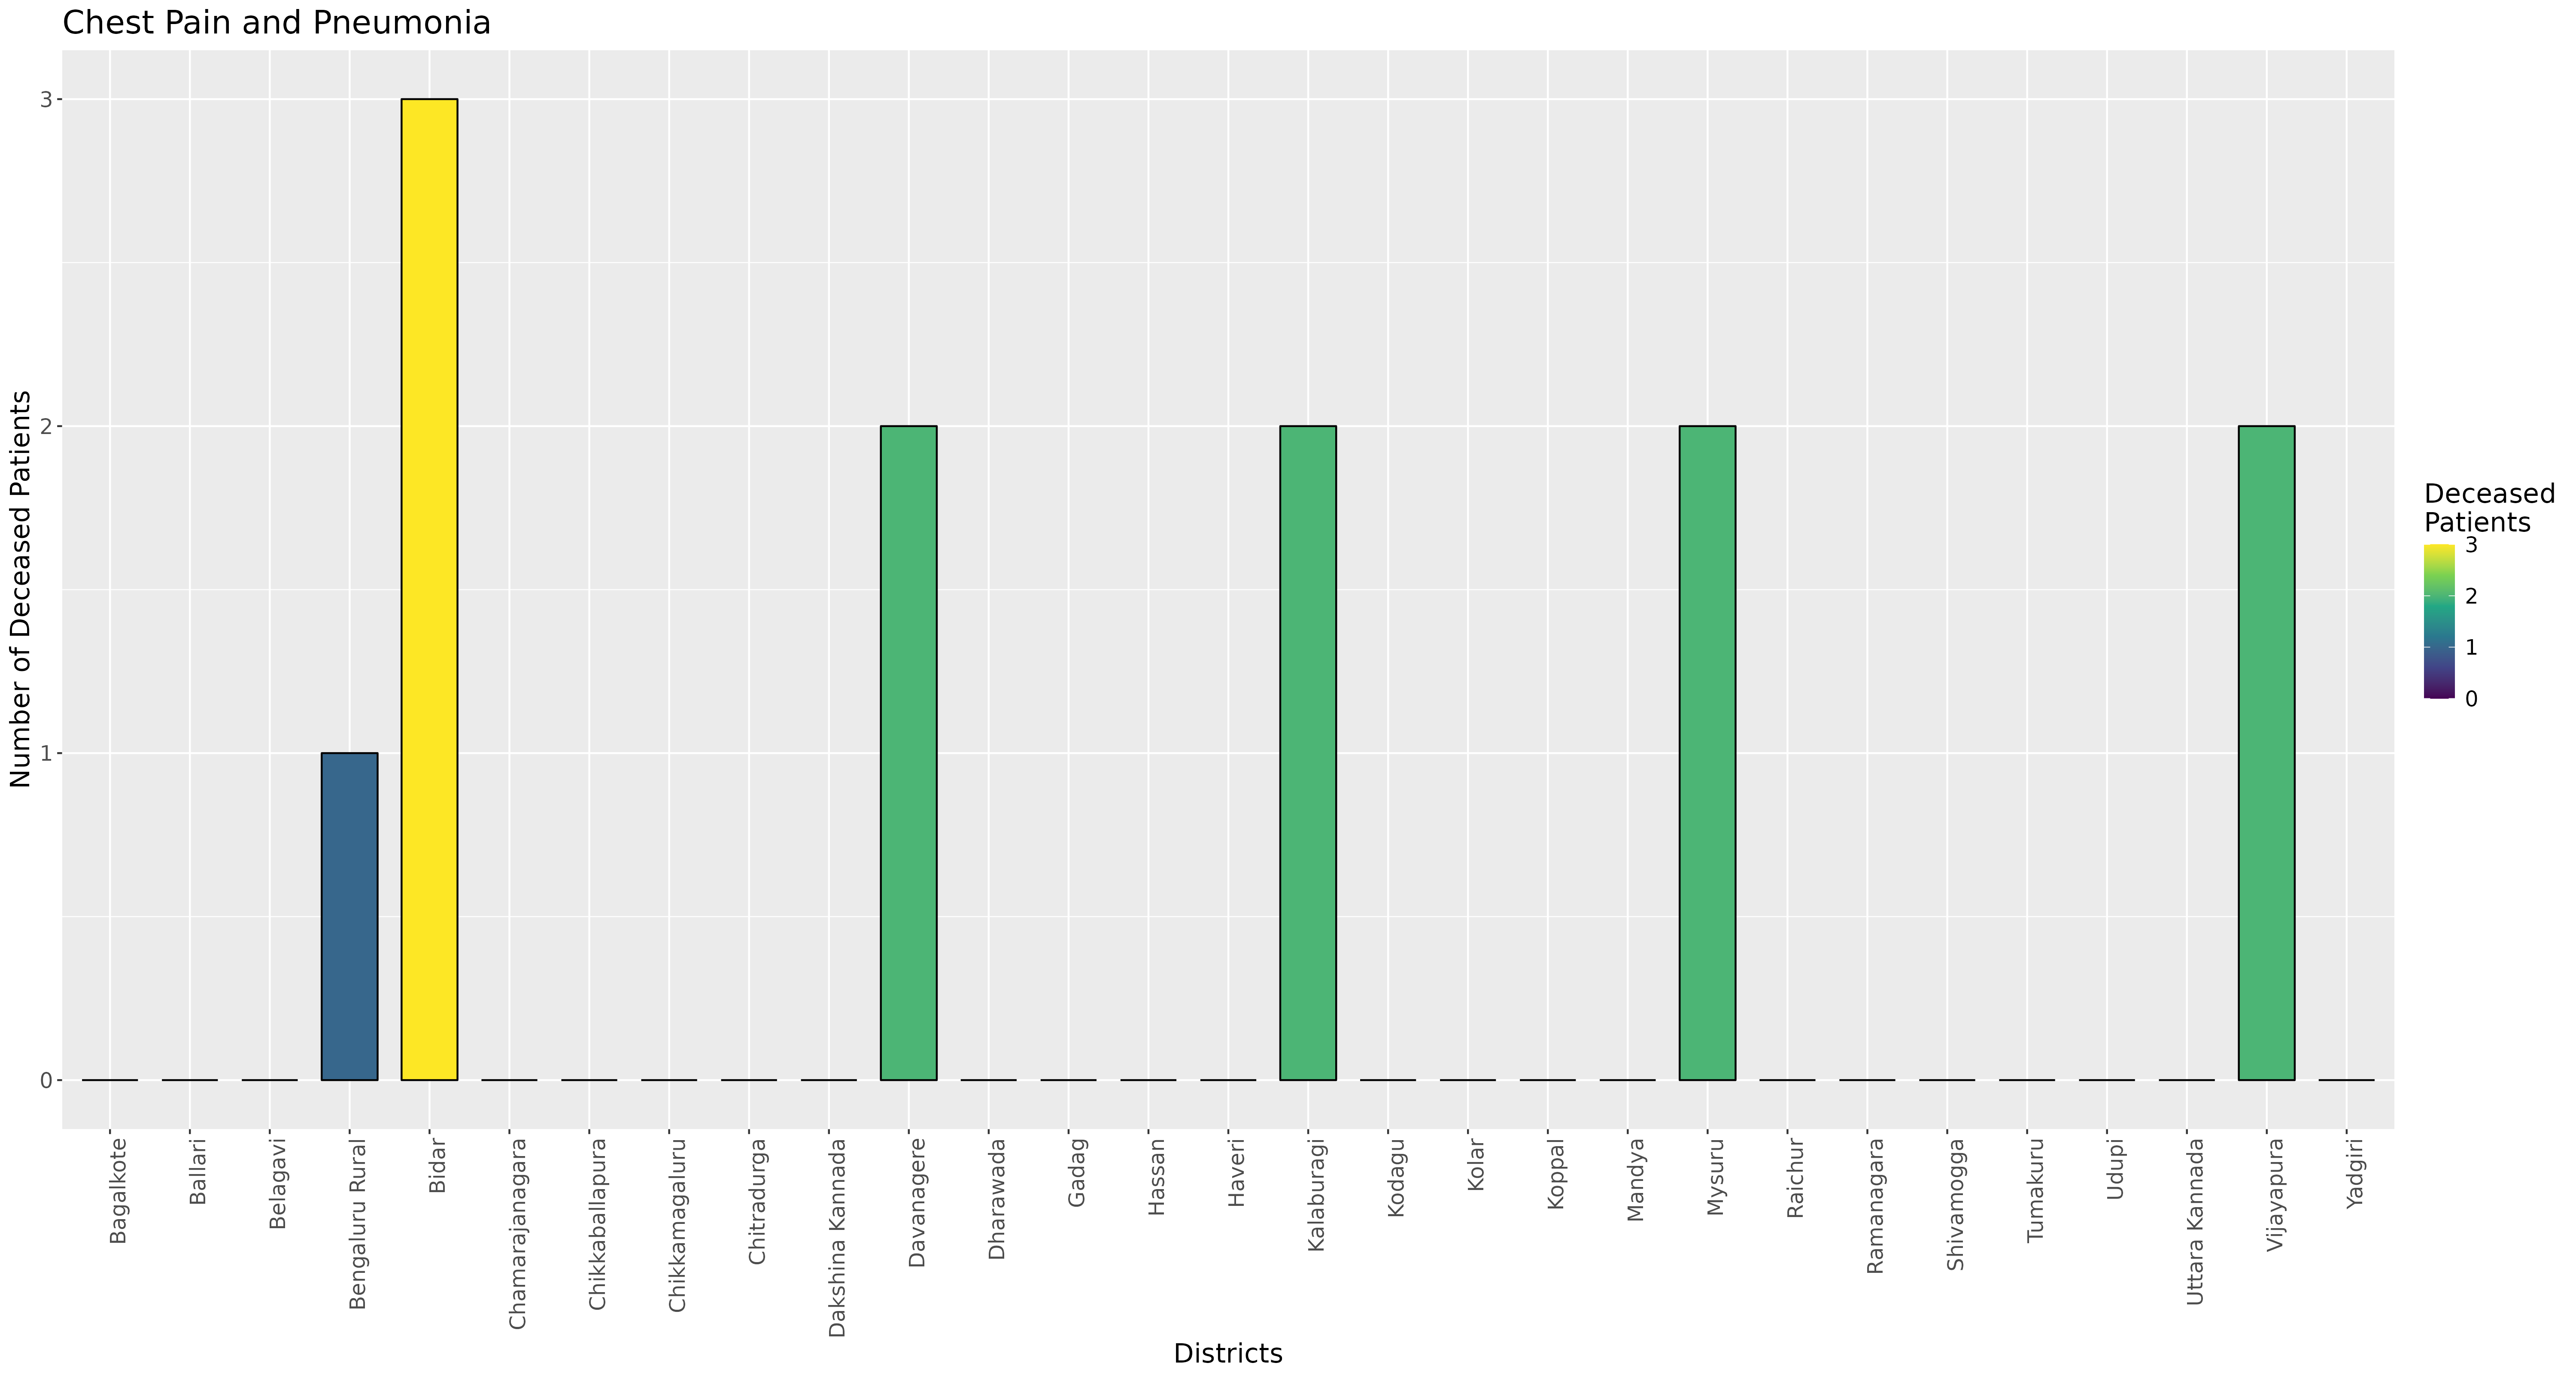 Chest Pain and Pneumonia
Number of Deceased Patients
3
2
1
0
Bagalkote
Ballari
Belagavi
Bengaluru Rural
Bidar
Chamarajanagara
Chikkaballapura
Chikkamagaluru
Chitradurga
Dakshina Kannada
Davanagere
Dharawada
Gadag
Hassan
Haveri
Kalaburagi
Kodagu
Kolar
Koppal
Mandya
Mysuru
Raichur
Ramanagara
Shivamogga
Tumakuru
Udupi
Uttara Kannada
Vijayapura
Yadgiri
Districts
Deceased
Patients
3
2
1
0